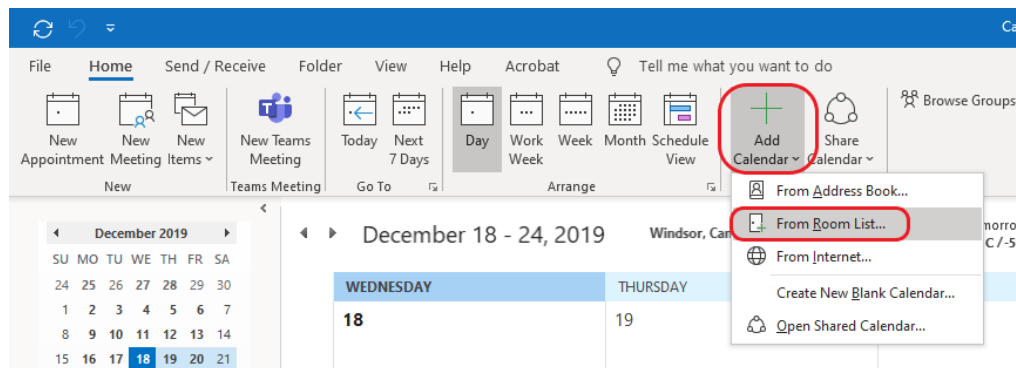 Ca
File Home Send / Receive Folder View Help Acrobat Tell me what you want to do
New Appointment
New Meeting
New Items
New Teams Meeting
Today
Next 7 Days
Day
Work Week
Week
Month
Schedule View
Add Calendar
Share Calendar
Browse Groups
New
Teams Meeting
Go To
Arrange
From Address Book...
From Room List...
From Internet...
Create New Blank Calendar...
Open Shared Calendar...
December 2019
SU MO TU WE TH FR SA
24 25 26 27 28 29 30
1 2 3 4 5 6 7
8 9 10 11 12 13 14
15 16 17 18 19 20 21
December 18 - 24, 2019
Windsor, Can
morro
C / -5
WEDNESDAY THURSDAY
18 19